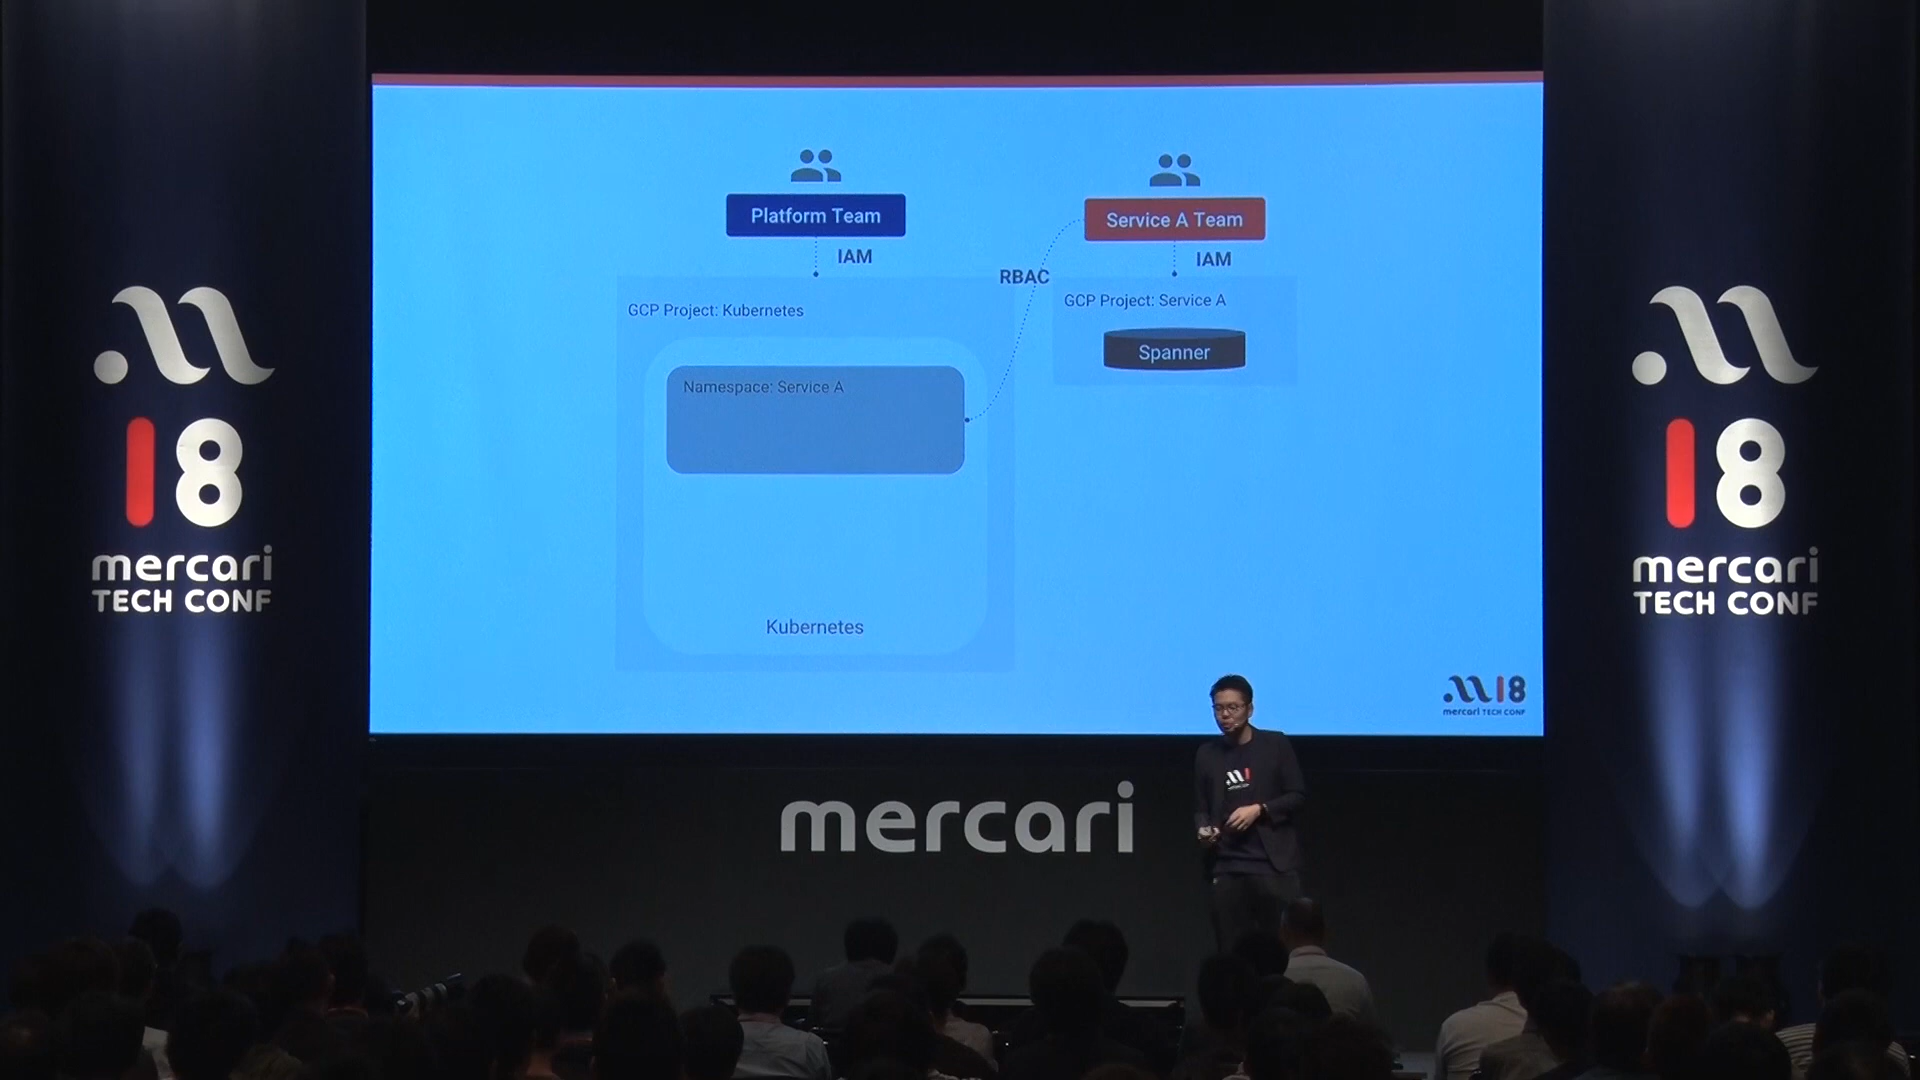 Platform Team
Service A Team
IAM
IAM
RBAC
GCP Project: Kubernetes
GCP Project: Service A
Spanner
Namespace: Service A
Kubernetes
18
mercari
TECH CONF
18
mercari
TECH CONF
18
mercari TECH CONF
mercari